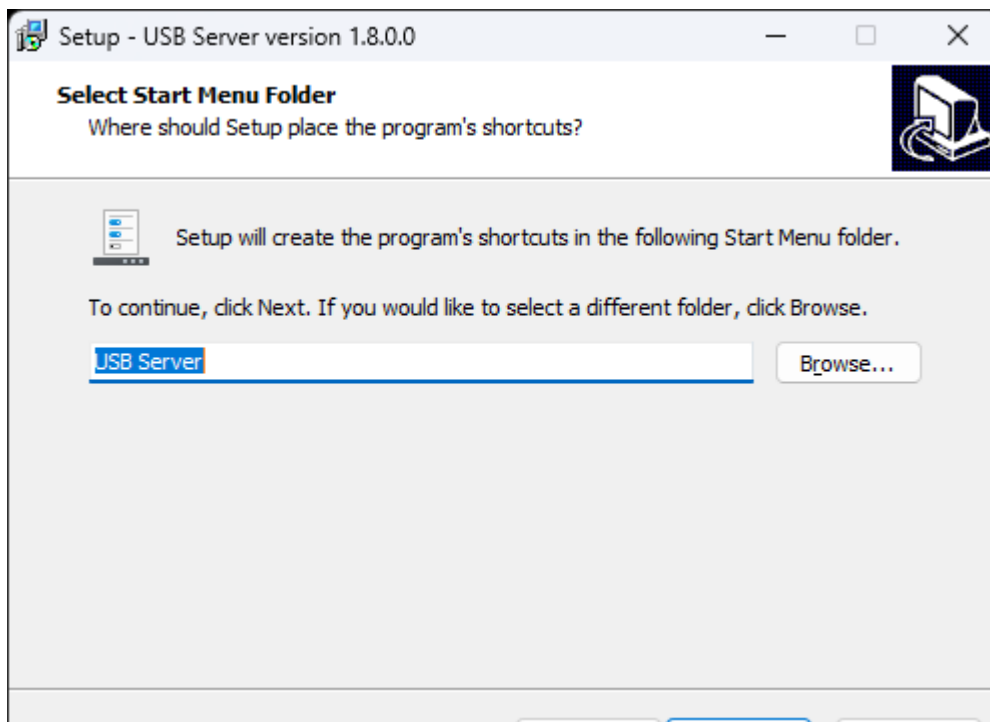 Setup - USB Server version 1.8.0.0
Select Start Menu Folder
Where should Setup place the program's shortcuts?
Setup will create the program's shortcuts in the following Start Menu folder.
To continue, click Next. If you would like to select a different folder, click Browse.
USB Server
Browse...